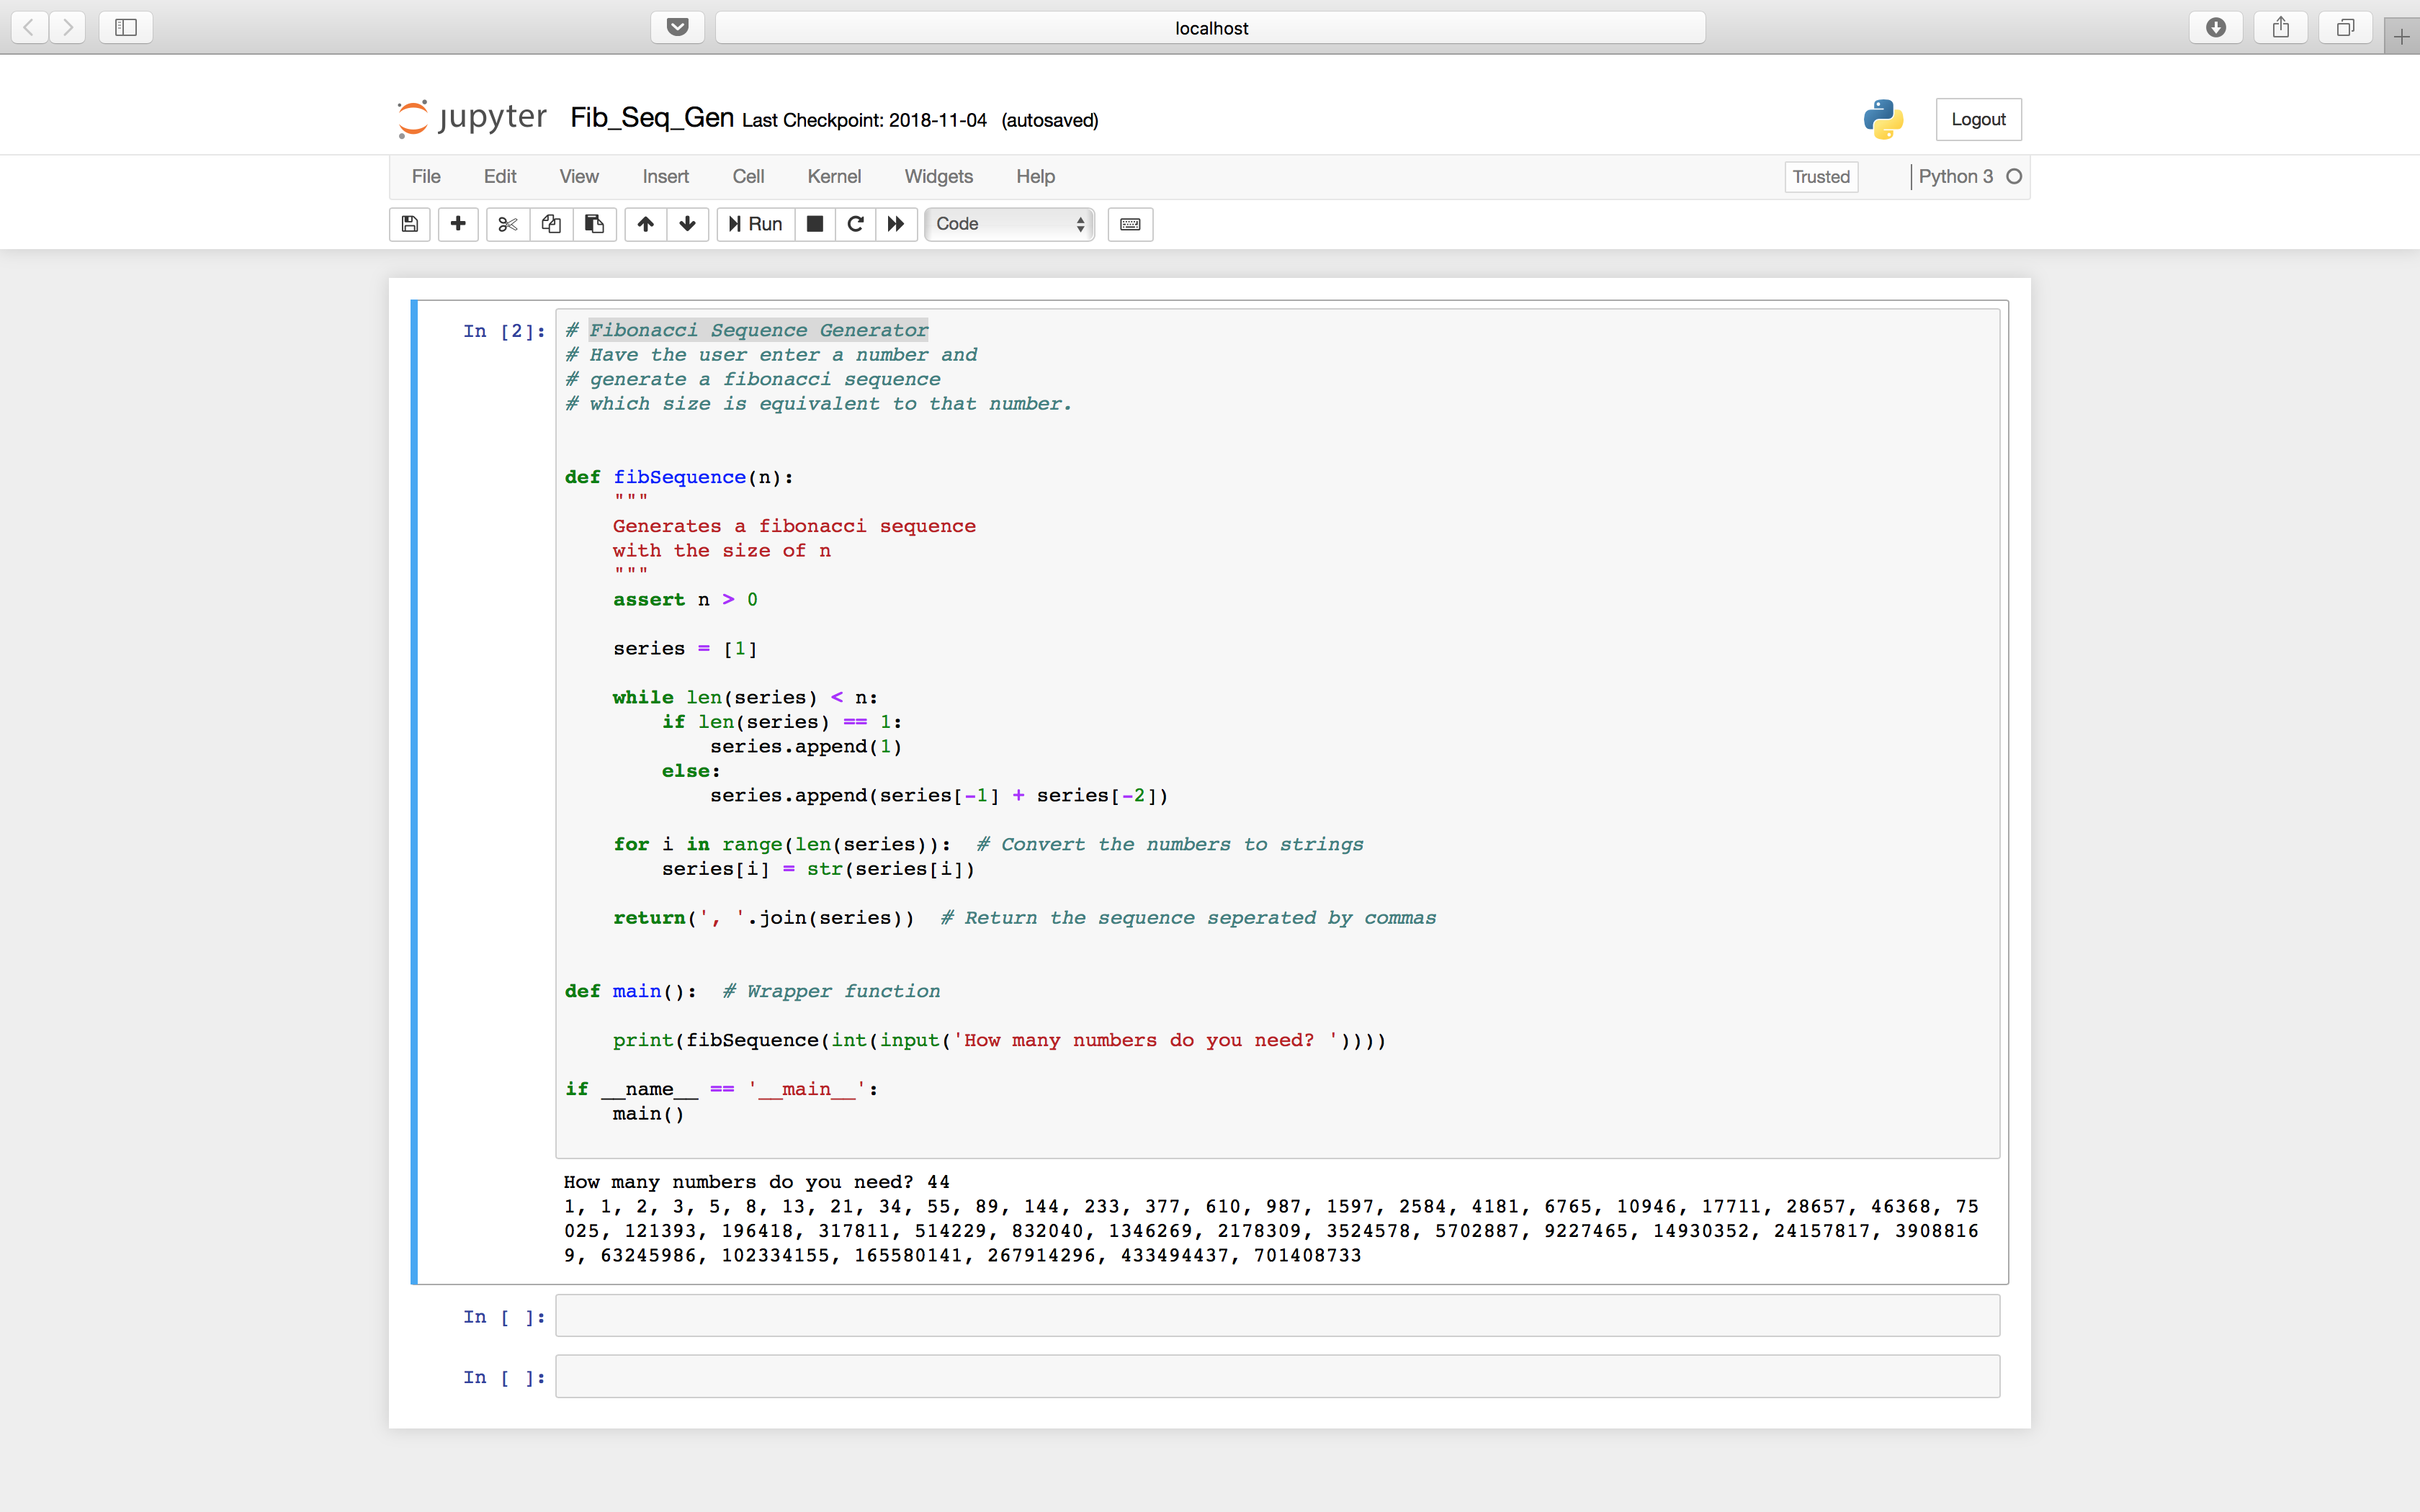 localhost
jupyter Fib_Seq_Gen Last Checkpoint: 2018-11-04 (autosaved)
Logout
File Edit View Insert Cell Kernel Widgets Help Trusted Python 3
Run Code
In [2]:
# Fibonacci Sequence Generator
# Have the user enter a number and
# generate a fibonacci sequence
# which size is equivalent to that number.
def fibSequence(n):
    """
    Generates a fibonacci sequence
    with the size of n
    """
    assert n > 0
    series = [1]
    while len(series) < n:
        if len(series) == 1:
            series.append(1)
        else:
            series.append(series[-1] + series[-2])
    for i in range(len(series)):  # Convert the numbers to strings
        series[i] = str(series[i])
    return(', '.join(series))  # Return the sequence seperated by commas
def main():  # Wrapper function
    print(fibSequence(int(input('How many numbers do you need? '))))
if __name__ == '__main__':
    main()
How many numbers do you need? 44
1, 1, 2, 3, 5, 8, 13, 21, 34, 55, 89, 144, 233, 377, 610, 987, 1597, 2584, 4181, 6765, 10946, 17711, 28657, 46368, 75
025, 121393, 196418, 317811, 514229, 832040, 1346269, 2178309, 3524578, 5702887, 9227465, 14930352, 24157817, 3908816
9, 63245986, 102334155, 165580141, 267914296, 433494437, 701408733
In [ ]:
In [ ]: